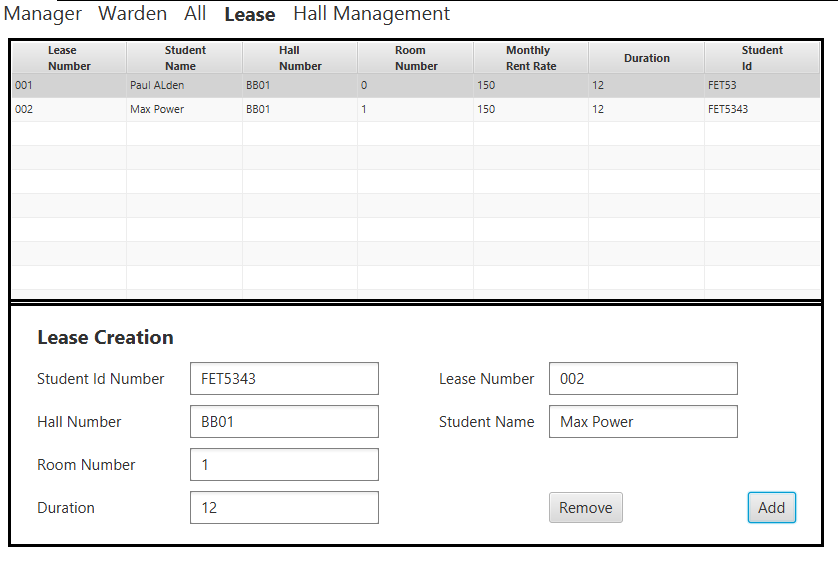 Manager Warden All Lease Hall Management
Lease Number Student Name Hall Number Room Number Monthly Rent Rate Duration Student Id
001 Paul ALden BB01 0 150 12 FET53
002 Max Power BB01 1 150 12 FET5343
Lease Creation
Student Id Number FET5343 Lease Number 002
Hall Number BB01 Student Name Max Power
Room Number 1
Duration 12 Remove Add